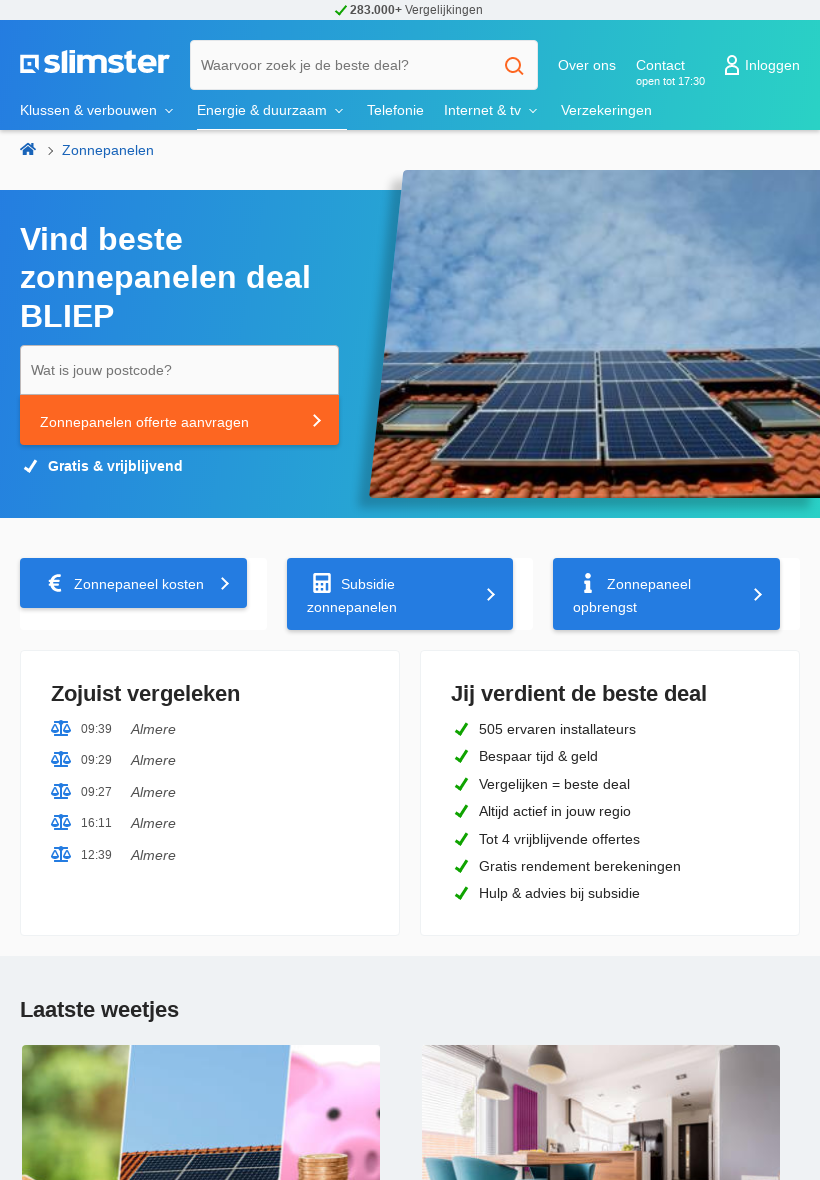 283.000+ Vergelijkingen
slimster
Waarvoor zoek je de beste deal?
Over ons
Contact
open tot 17:30
Inloggen
Klussen & verbouwen
Energie & duurzaam
Telefonie
Internet & tv
Verzekeringen
Zonnepanelen
Vind beste
zonnepanelen deal
BLIEP
Wat is jouw postcode?
Zonnepanelen offerte aanvragen
Gratis & vrijblijvend
Zonnepaneel kosten
Subsidie
zonnepanelen
Zonnepaneel
opbrengst
Zojuist vergeleken
09:39 Almere
09:29 Almere
09:27 Almere
16:11 Almere
12:39 Almere
Jij verdient de beste deal
505 ervaren installateurs
Bespaar tijd & geld
Vergelijken = beste deal
Altijd actief in jouw regio
Tot 4 vrijblijvende offertes
Gratis rendement berekeningen
Hulp & advies bij subsidie
Laatste weetjes